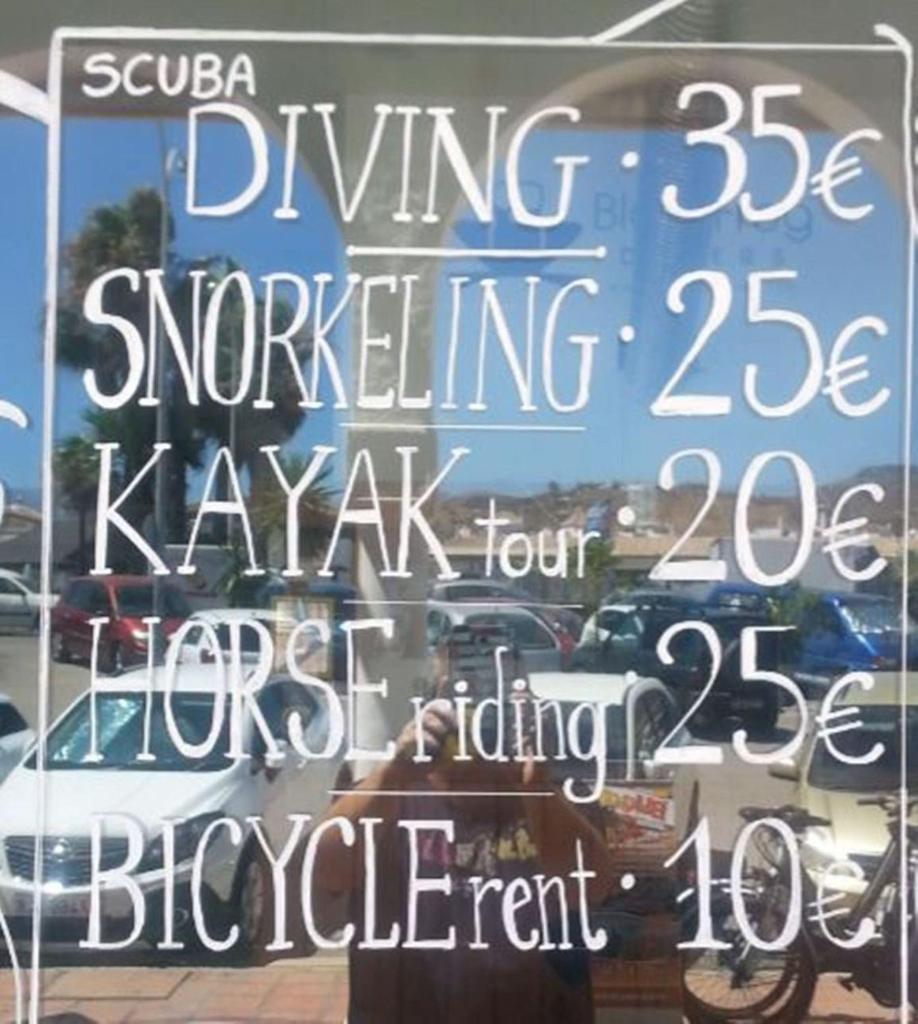 SCUBA
DIVING · 35€
SNORKELING · 25€
KAYAK tour · 20€
HORSE riding 25€
BICYCLE rent · 10€